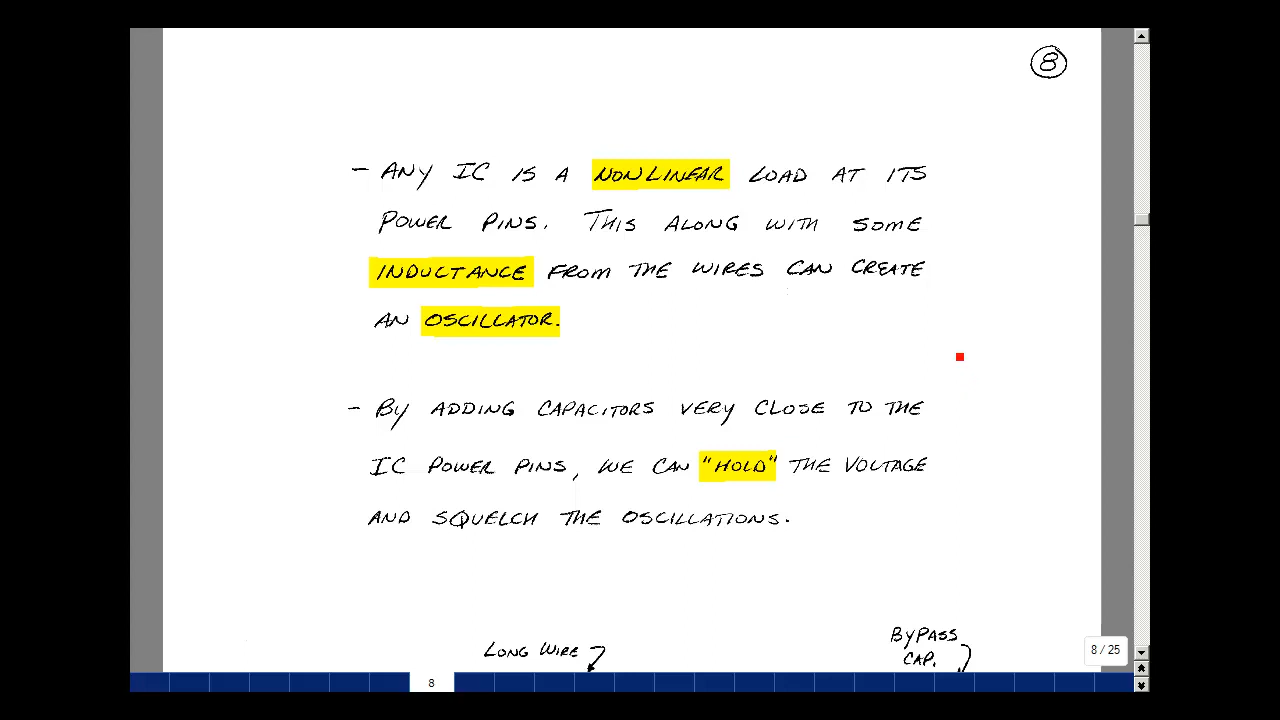 8
- ANY IC IS A NONLINEAR LOAD AT ITS
POWER PINS. THIS ALONG WITH SOME
INDUCTANCE FROM THE WIRES CAN CREATE
AN OSCILLATOR.
- BY ADDING CAPACITORS VERY CLOSE TO THE
IC POWER PINS, WE CAN "HOLD" THE VOLTAGE
AND SQUELCH THE OSCILLATIONS.
LONG WIRE
BYPASS
CAP.
8 / 25
8